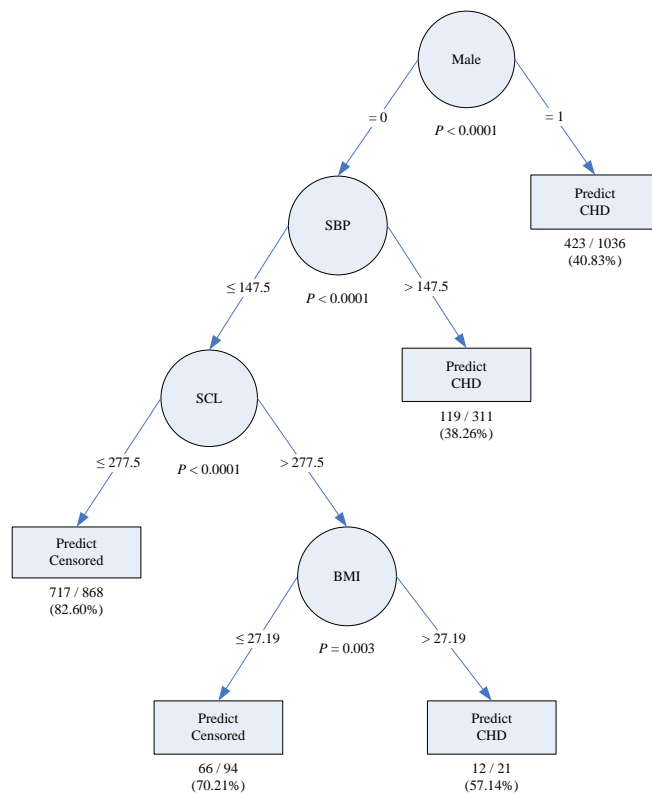 Male
= 0
= 1
P < 0.0001
Predict
CHD
423 / 1036
(40.83%)
SBP
≤ 147.5
> 147.5
P < 0.0001
Predict
CHD
119 / 311
(38.26%)
SCL
≤ 277.5
> 277.5
P < 0.0001
Predict
Censored
717 / 868
(82.60%)
BMI
≤ 27.19
> 27.19
P = 0.003
Predict
Censored
66 / 94
(70.21%)
Predict
CHD
12 / 21
(57.14%)